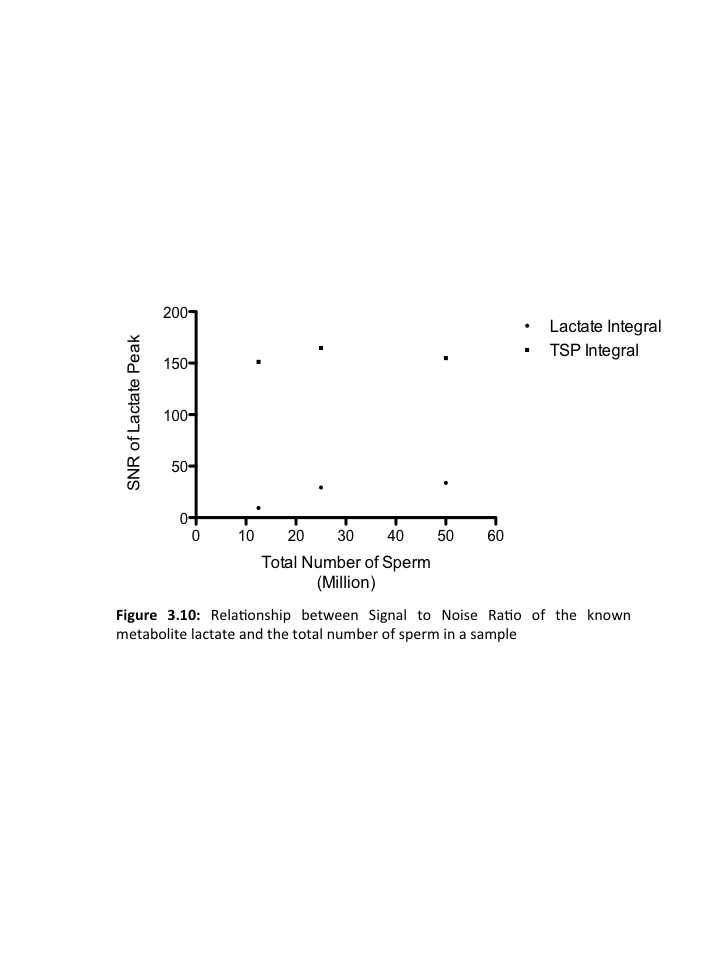 200
150
100
50
0
SNR of Lactate Peak
0 10 20 30 40 50 60
Total Number of Sperm
(Million)
Lactate Integral
TSP Integral
Figure 3.10: Relationship between Signal to Noise Ratio of the known
metabolite lactate and the total number of sperm in a sample